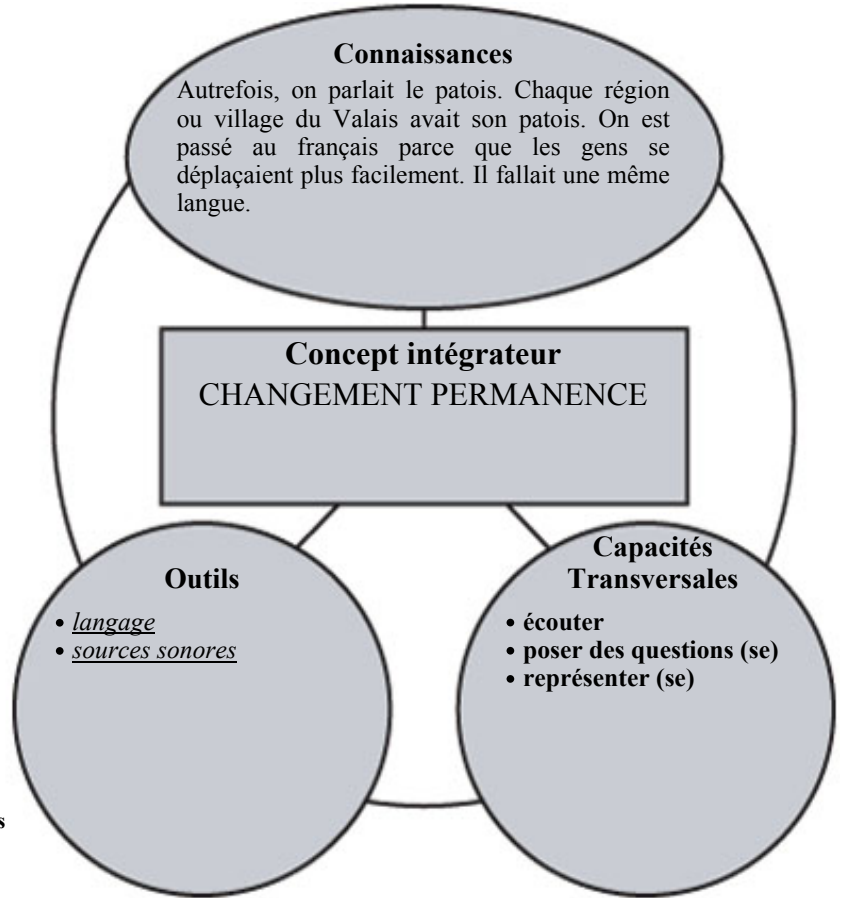 Connaissances
Autrefois, on parlait le patois. Chaque région
ou village du Valais avait son patois. On est
passé au français parce que les gens se
déplaçaient plus facilement. Il fallait une même
langue.
Concept intégrateur
CHANGEMENT PERMANENCE
Outils
• langage
• sources sonores
Capacités
Transversales
• écouter
• poser des questions (se)
• représenter (se)
s